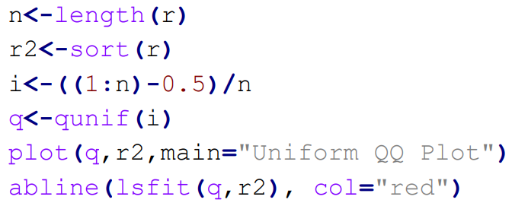 n<-length(r)
r2<-sort(r)
i<-((1:n)-0.5)/n
q<-qunif(i)
plot(q,r2,main="Uniform QQ Plot")
abline(lsfit(q,r2), col="red")